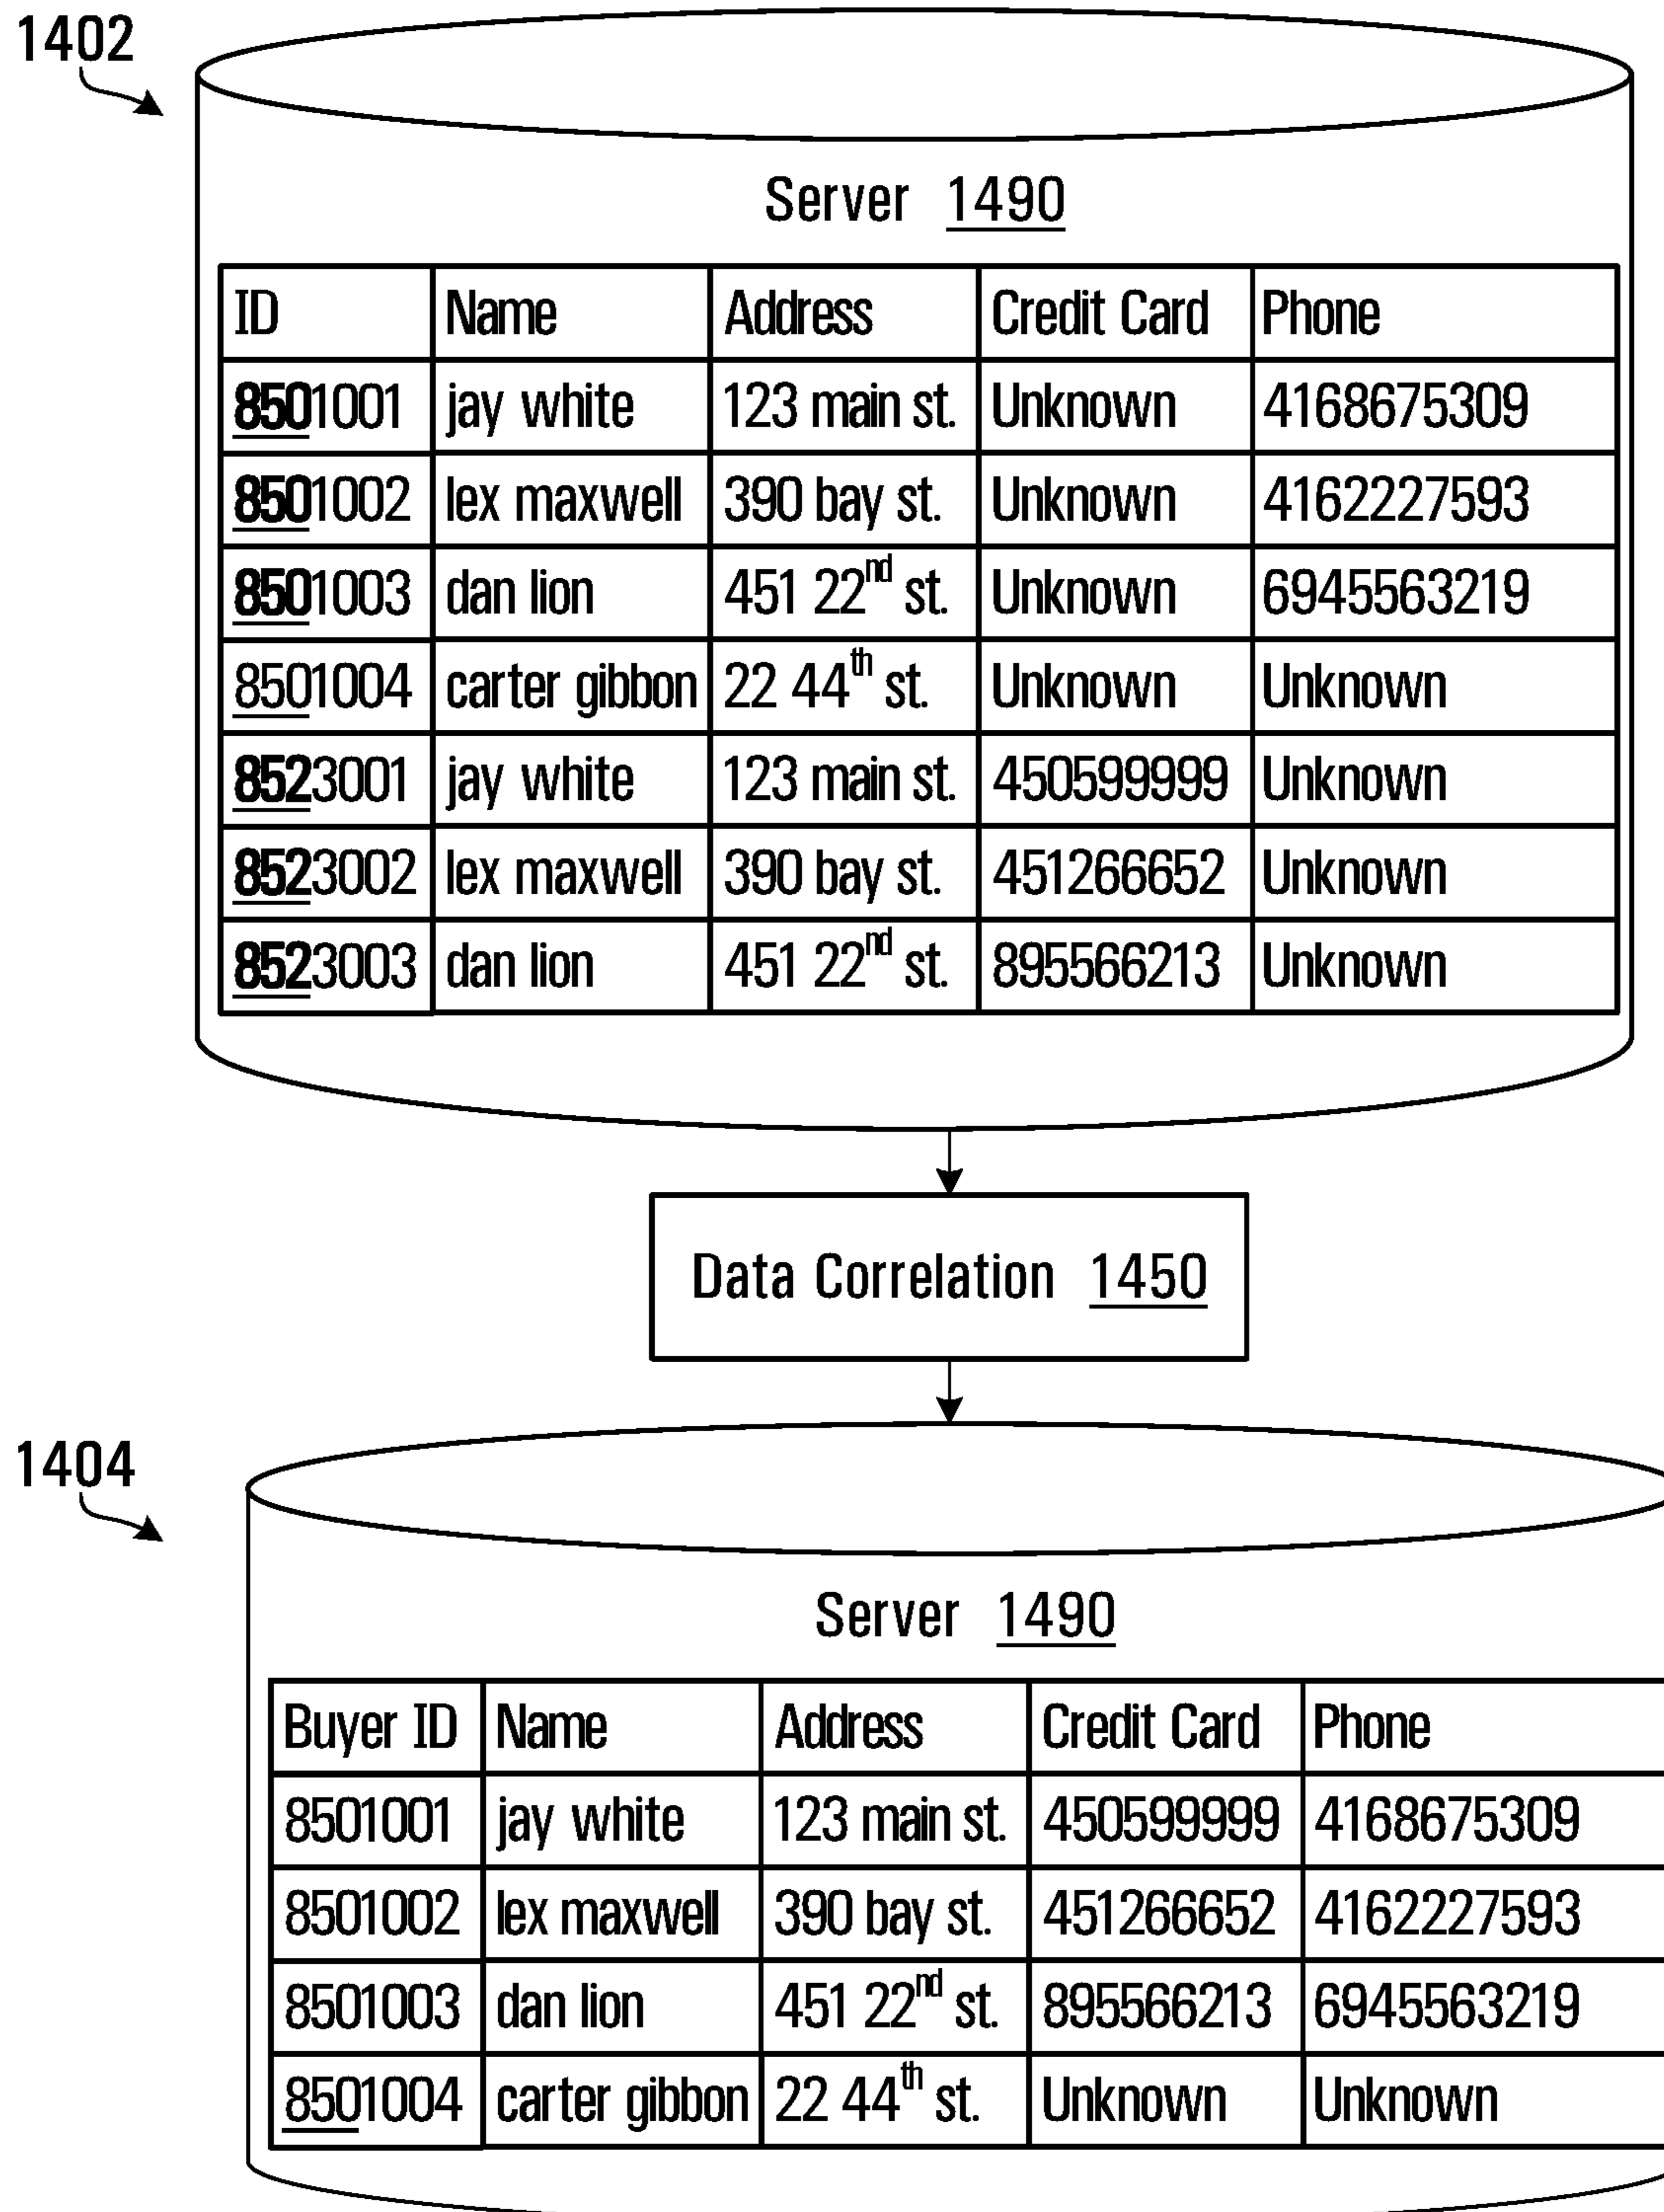 1402
Server 1490
ID Name Address Credit Card Phone
8501001 jay white 123 main st. Unknown 4168675309
8501002 lex maxwell 390 bay st. Unknown 4162227593
8501003 dan lion 451 22nd st. Unknown 6945563219
8501004 carter gibbon 22 44th st. Unknown Unknown
8523001 jay white 123 main st. 450599999 Unknown
8523002 lex maxwell 390 bay st. 451266652 Unknown
8523003 dan lion 451 22nd st. 895566213 Unknown
Data Correlation 1450
1404
Server 1490
Buyer ID Name Address Credit Card Phone
8501001 jay white 123 main st. 450599999 4168675309
8501002 lex maxwell 390 bay st. 451266652 4162227593
8501003 dan lion 451 22nd st. 895566213 6945563219
8501004 carter gibbon 22 44th st. Unknown Unknown